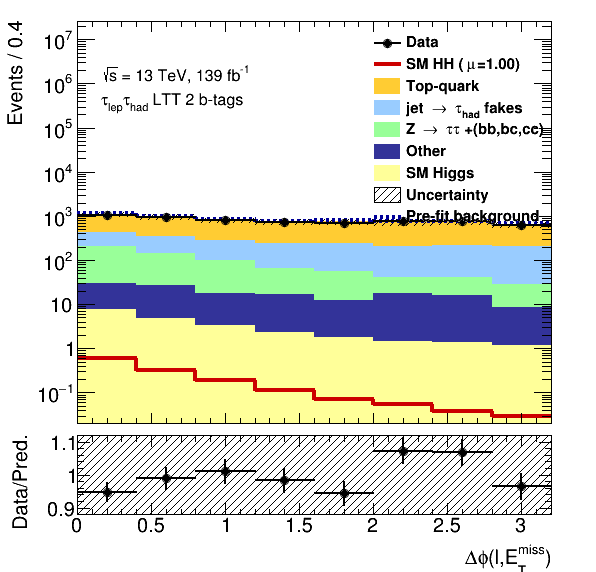 Events / 0.4
10⁷
10⁶
10⁵
10⁴
10³
10²
10
1
10⁻¹
√s = 13 TeV, 139 fb⁻¹
τlepτhad LTT 2 b-tags
Data
SM HH ( μ=1.00)
Top-quark
jet → τhad fakes
Z → ττ +(bb,bc,cc)
Other
SM Higgs
Uncertainty
Pre-fit background
Data/Pred.
1.1
1
0.9
0 0.5 1 1.5 2 2.5 3
Δϕ(l,E_T^miss)